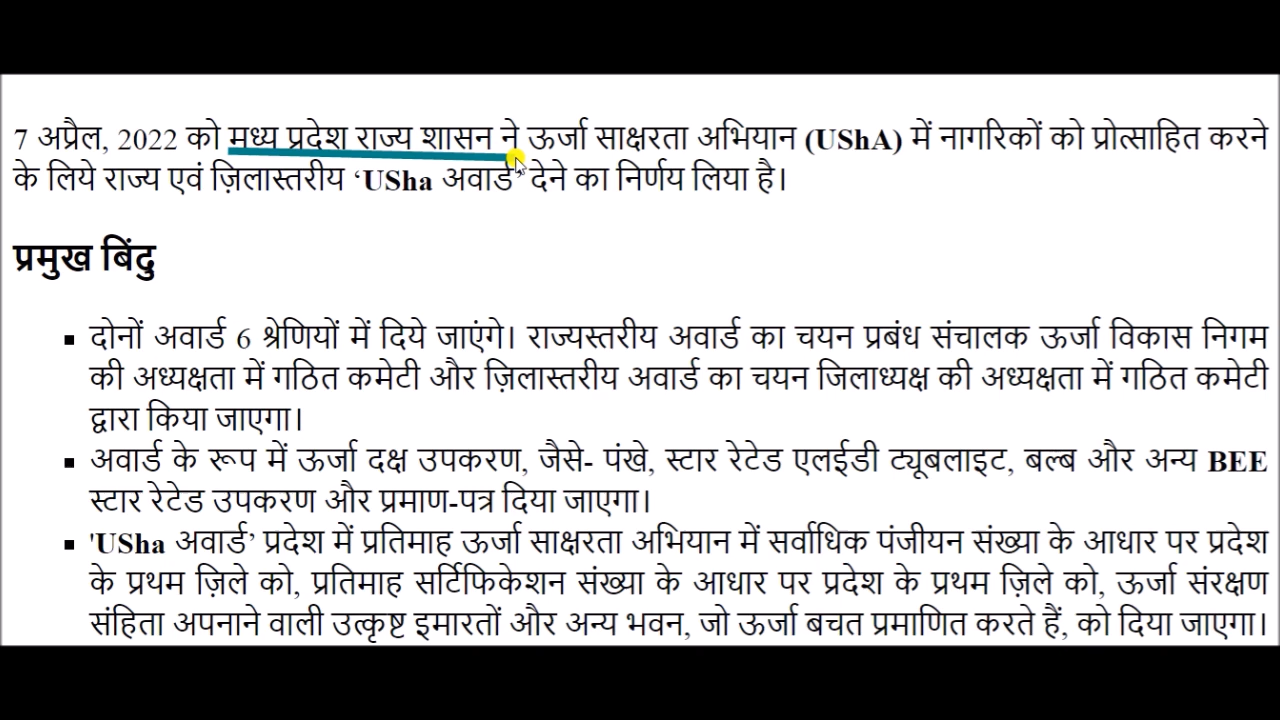 7 अप्रैल, 2022 को मध्य प्रदेश राज्य शासन ने ऊर्जा साक्षरता अभियान (UShA) में नागरिकों को प्रोत्साहित करने
के लिये राज्य एवं ज़िलास्तरीय ‘USha अवार्ड’ देने का निर्णय लिया है।
प्रमुख बिंदु
▪ दोनों अवार्ड 6 श्रेणियों में दिये जाएंगे। राज्यस्तरीय अवार्ड का चयन प्रबंध संचालक ऊर्जा विकास निगम
की अध्यक्षता में गठित कमेटी और ज़िलास्तरीय अवार्ड का चयन जिलाध्यक्ष की अध्यक्षता में गठित कमेटी
द्वारा किया जाएगा।
▪ अवार्ड के रूप में ऊर्जा दक्ष उपकरण, जैसे- पंखे, स्टार रेटेड एलईडी ट्यूबलाइट, बल्ब और अन्य BEE
स्टार रेटेड उपकरण और प्रमाण-पत्र दिया जाएगा।
▪ 'USha अवार्ड’ प्रदेश में प्रतिमाह ऊर्जा साक्षरता अभियान में सर्वाधिक पंजीयन संख्या के आधार पर प्रदेश
के प्रथम ज़िले को, प्रतिमाह सर्टिफिकेशन संख्या के आधार पर प्रदेश के प्रथम ज़िले को, ऊर्जा संरक्षण
संहिता अपनाने वाली उत्कृष्ट इमारतों और अन्य भवन, जो ऊर्जा बचत प्रमाणित करते हैं, को दिया जाएगा।